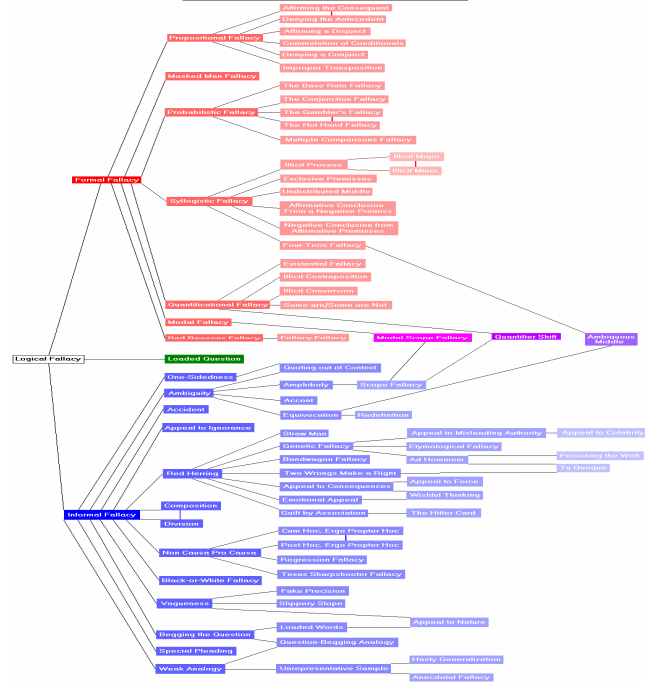 Affirming the Consequent
Denying the Antecedent
Propositional Fallacy
Affirming a Disjunct
Commutation of Conditionals
Denying a Conjunct
Improper Transposition
Masked Man Fallacy
The Base Rate Fallacy
The Conjunction Fallacy
Probabilistic Fallacy
The Gambler's Fallacy
The Hot Hand Fallacy
Multiple Comparisons Fallacy
Illicit Major
Illicit Process
Illicit Minor
Formal Fallacy
Exclusive Premisses
Undistributed Middle
Syllogistic Fallacy
Affirmative Conclusion
From a Negative Premiss
Negative Conclusion from
Affirmative Premisses
Four-Term Fallacy
Existential Fallacy
Illicit Contraposition
Illicit Conversion
Quantificational Fallacy
Some are/Some are Not
Modal Fallacy
Bad Reasons Fallacy
Fallacy Fallacy
Modal Scope Fallacy
Quantifier Shift
Ambiguous
Middle
Logical Fallacy
Loaded Question
Quoting out of Context
One-Sidedness
Amphiboly
Scope Fallacy
Ambiguity
Accent
Accident
Equivocation
Redefinition
Appeal to Ignorance
Straw Man
Appeal to Misleading Authority
Appeal to Celebrity
Genetic Fallacy
Etymological Fallacy
Bandwagon Fallacy
Ad Hominem
Poisoning the Well
Red Herring
Two Wrongs Make a Right
Tu Quoque
Appeal to Consequences
Appeal to Force
Emotional Appeal
Wishful Thinking
Composition
Guilt by Association
The Hitler Card
Informal Fallacy
Division
Cum Hoc, Ergo Propter Hoc
Post Hoc, Ergo Propter Hoc
Non Causa Pro Causa
Regression Fallacy
Texas Sharpshooter Fallacy
Black-or-White Fallacy
Fake Precision
Vagueness
Slippery Slope
Appeal to Nature
Loaded Words
Begging the Question
Question-Begging Analogy
Special Pleading
Hasty Generalization
Weak Analogy
Unrepresentative Sample
Anecdotal Fallacy